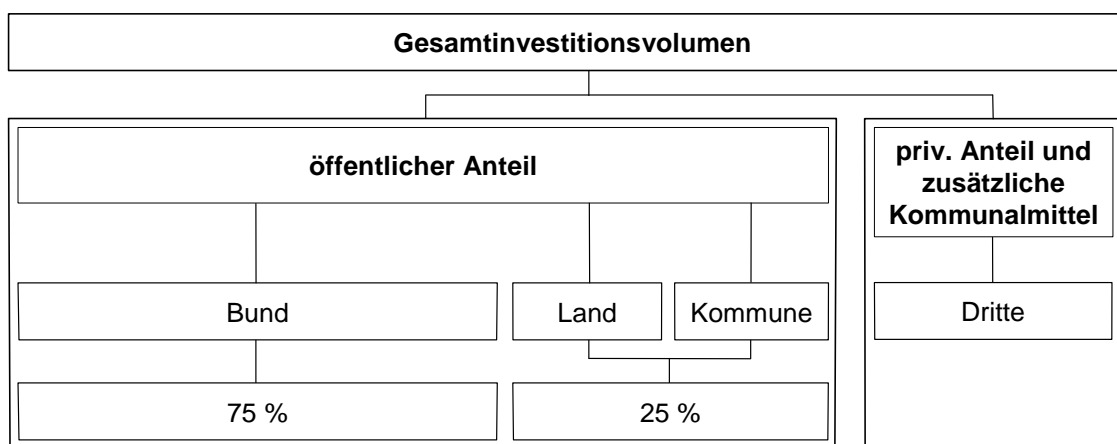 Gesamtinvestitionsvolumen
öffentlicher Anteil
priv. Anteil und
zusätzliche
Kommunalmittel
Bund
Land
Kommune
Dritte
75 %
25 %